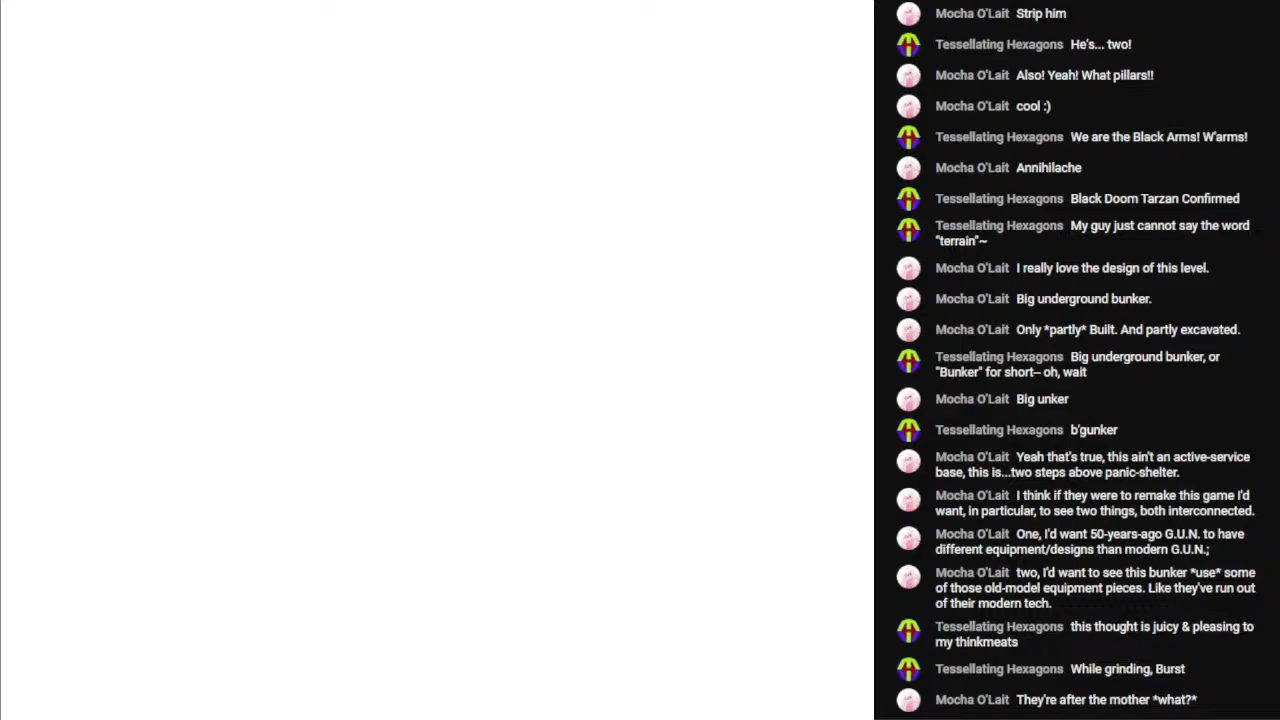 Mocha O'Lait Strip him
Tessellating Hexagons He's... two!
Mocha O'Lait Also! Yeah! What pillars!!
Mocha O'Lait cool :)
Tessellating Hexagons We are the Black Arms! W'arms!
Mocha O'Lait Annihilache
Tessellating Hexagons Black Doom Tarzan Confirmed
Tessellating Hexagons My guy just cannot say the word
"terrain"~
Mocha O'Lait I really love the design of this level.
Mocha O'Lait Big underground bunker.
Mocha O'Lait Only *partly* Built. And partly excavated.
Tessellating Hexagons Big underground bunker, or
"Bunker" for short-- oh, wait
Mocha O'Lait Big unker
Tessellating Hexagons b'gunker
Mocha O'Lait Yeah that's true, this ain't an active-service
base, this is...two steps above panic-shelter.
Mocha O'Lait I think if they were to remake this game I'd
want, in particular, to see two things, both interconnected.
Mocha O'Lait One, I'd want 50-years-ago G.U.N. to have
different equipment/designs than modern G.U.N.;
Mocha O'Lait two, I'd want to see this bunker *use* some
of those old-model equipment pieces. Like they've run out
of their modern tech.
Tessellating Hexagons this thought is juicy & pleasing to
my thinkmeats
Tessellating Hexagons While grinding, Burst
Mocha O'Lait They're after the mother *what?*